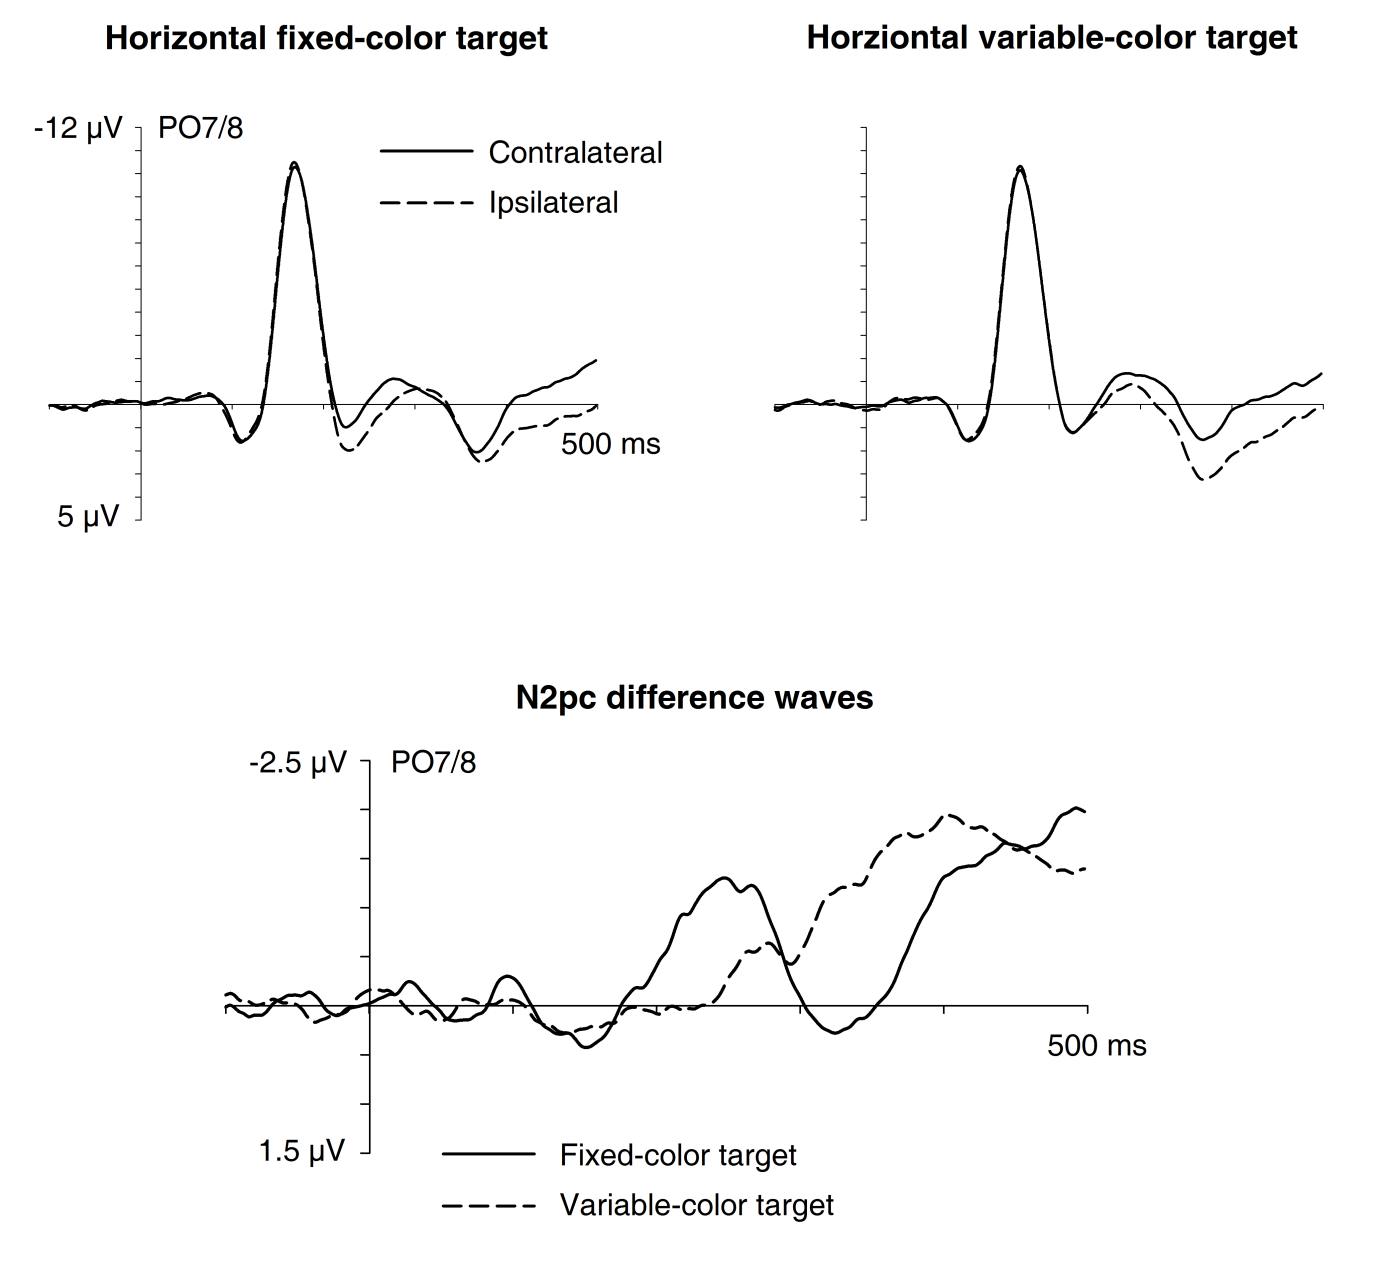 Horizontal fixed-color target
Horziontal variable-color target
-12 µV
PO7/8
Contralateral
Ipsilateral
500 ms
5 µV
N2pc difference waves
-2.5 µV
PO7/8
500 ms
1.5 µV
Fixed-color target
Variable-color target